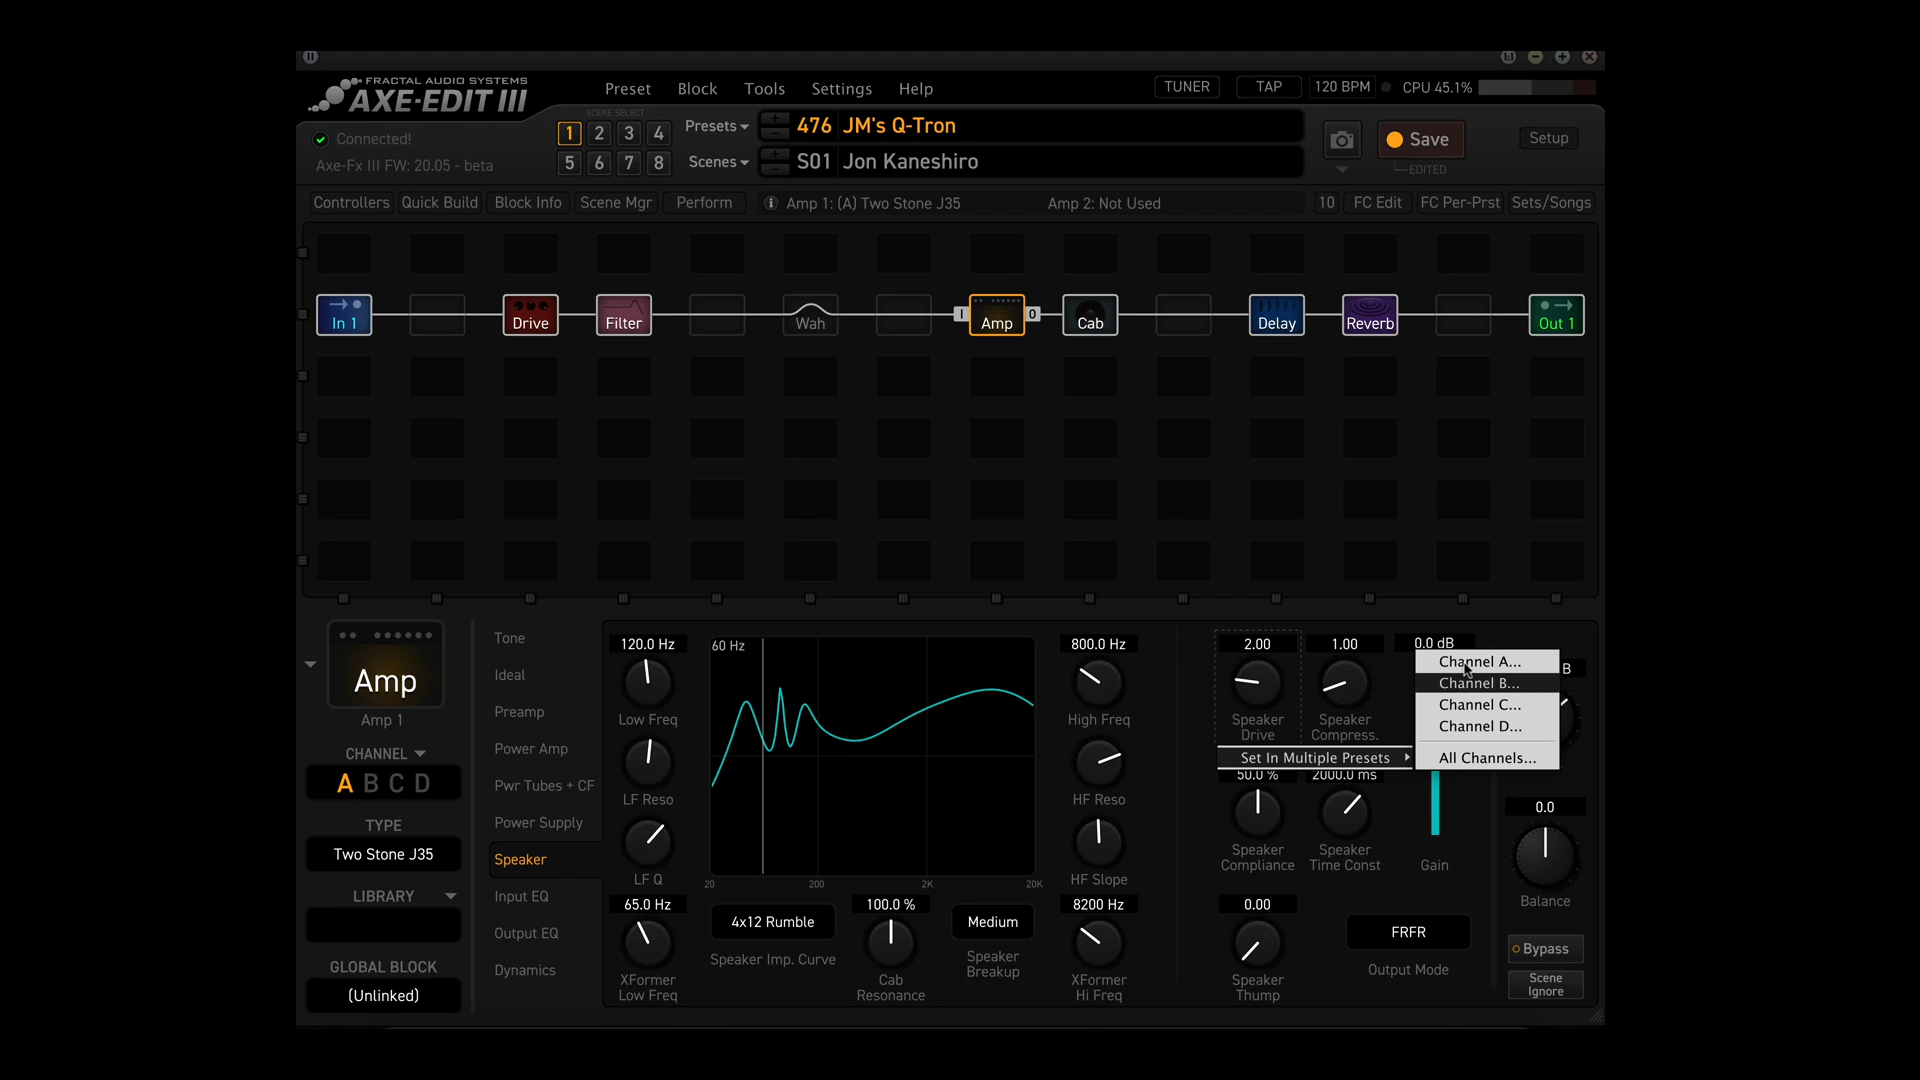 FRACTAL AUDIO SYSTEMS
AXE-EDIT III
Preset Block Tools Settings Help
TUNER TAP 120 BPM CPU 45.1%
SCENE SELECT
1 2 3 4
5 6 7 8
Presets 476 JM's Q-Tron
Scenes S01 Jon Kaneshiro
Connected!
Axe-Fx III FW: 20.05 - beta
Save
EDITED
Setup
Controllers Quick Build Block Info Scene Mgr Perform
Amp 1: (A) Two Stone J35 Amp 2: Not Used
10 FC Edit FC Per-Prst Sets/Songs
In 1 Drive Filter Wah I Amp O Cab Delay Reverb Out 1
Amp
Amp 1
CHANNEL
A B C D
TYPE
Two Stone J35
LIBRARY
GLOBAL BLOCK
(Unlinked)
Tone
Ideal
Preamp
Power Amp
Pwr Tubes + CF
Power Supply
Speaker
Input EQ
Output EQ
Dynamics
120.0 Hz
Low Freq
LF Reso
LF Q
65.0 Hz
XFormer
Low Freq
60 Hz
20 200 2K 20K
4x12 Rumble
Speaker Imp. Curve
100.0 %
Cab
Resonance
Medium
Speaker
Breakup
800.0 Hz
High Freq
HF Reso
HF Slope
8200 Hz
XFormer
Hi Freq
2.00
Speaker
Drive
1.00
Speaker
Compress.
0.0 dB
Set In Multiple Presets
Channel A...
Channel B...
Channel C...
Channel D...
All Channels...
B
50.0 %
Speaker
Compliance
2000.0 ms
Speaker
Time Const
Gain
0.00
Speaker
Thump
FRFR
Output Mode
0.0
Balance
Bypass
Scene
Ignore